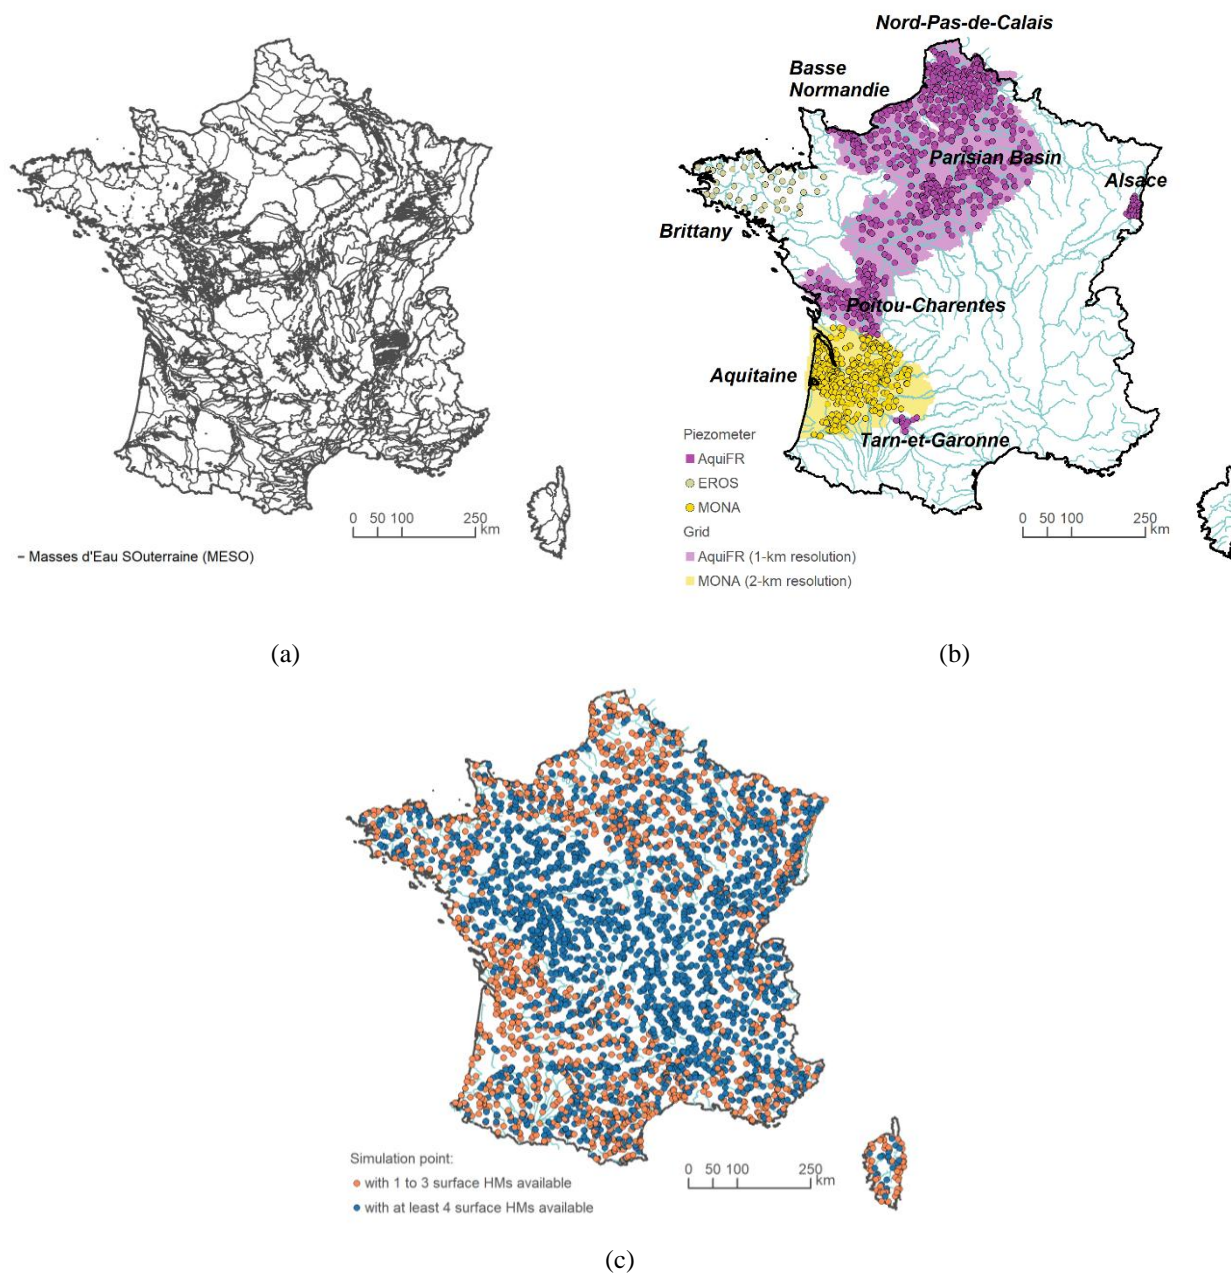 0 50 100 250
km
– Masses d'Eau SOuterraine (MESO)
(a)
Nord-Pas-de-Calais
Basse
Normandie
Parisian Basin
Alsace
Brittany
Poitou-Charentes
Aquitaine
Tarn-et-Garonne
Piezometer
AquiFR
EROS
MONA
Grid
AquiFR (1-km resolution)
MONA (2-km resolution)
0 50 100 250
km
(b)
Simulation point:
with 1 to 3 surface HMs available
with at least 4 surface HMs available
0 50 100 250
km
(c)